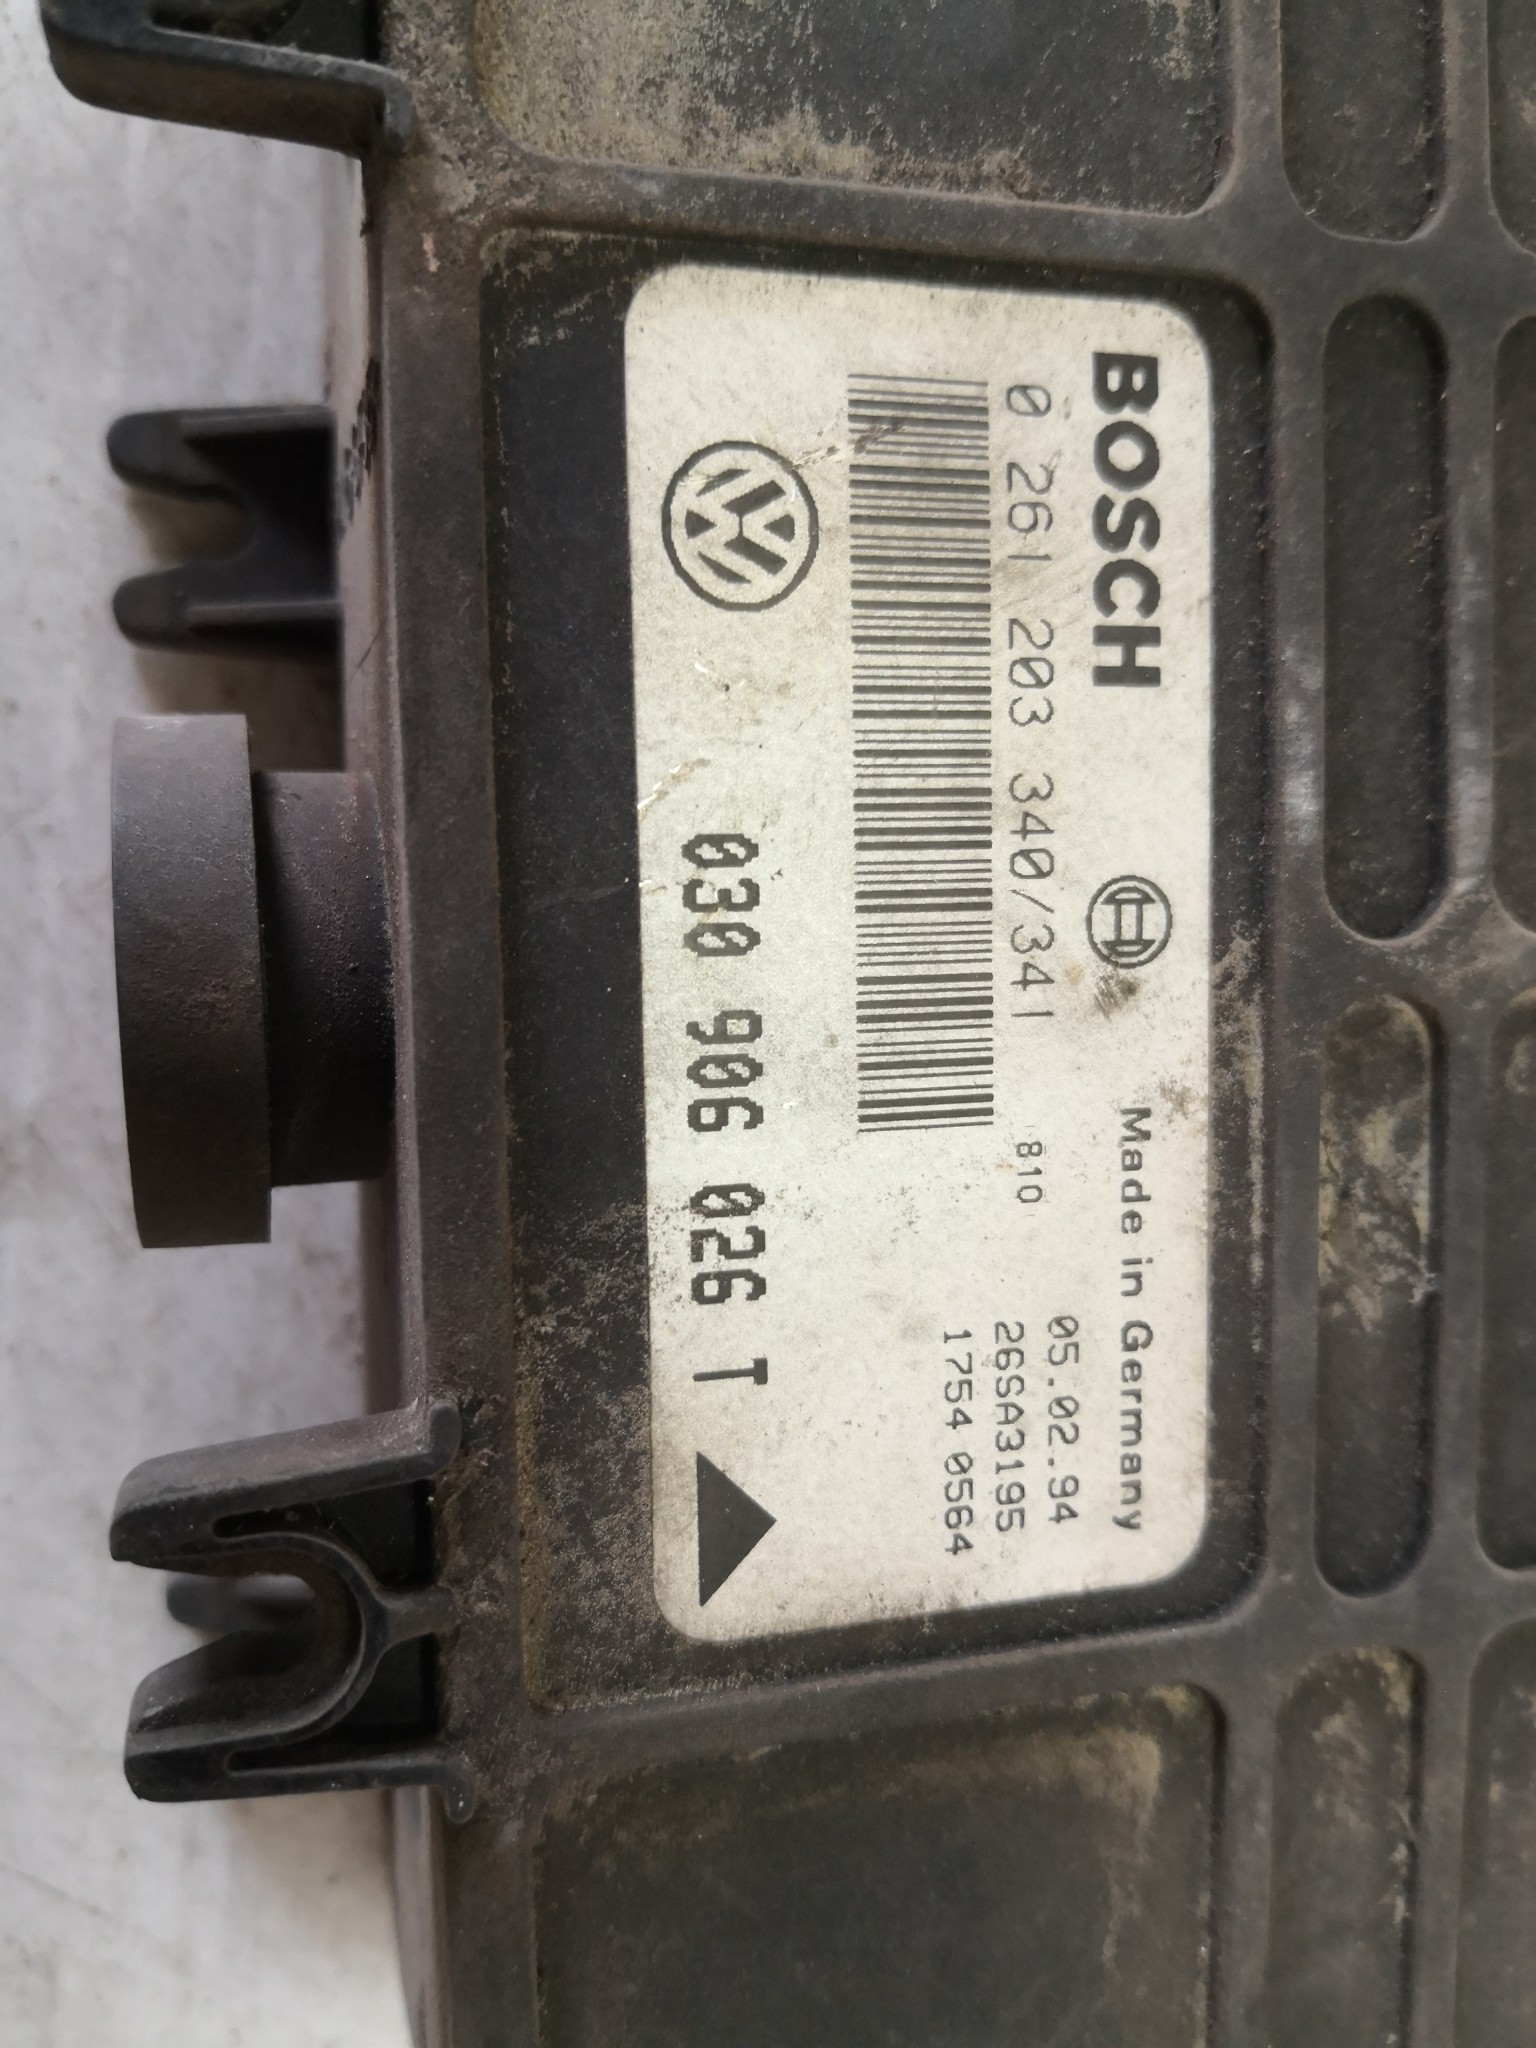 BOSCH Made in Germany
0 261 203 340/341 05.02.94
810 26SA3195
1754 0564
030 906 026 T